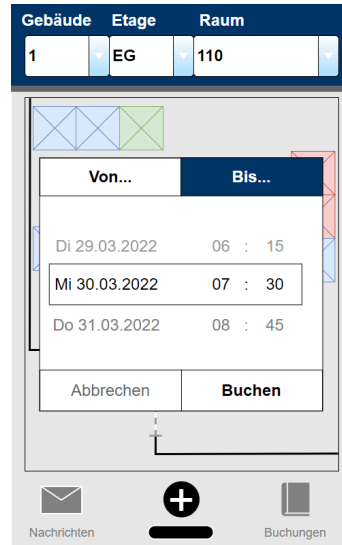 Gebäude Etage Raum
1 EG 110
Von... Bis...
Di 29.03.2022 06 : 15
Mi 30.03.2022 07 : 30
Do 31.03.2022 08 : 45
Abbrechen Buchen
Nachrichten Buchungen